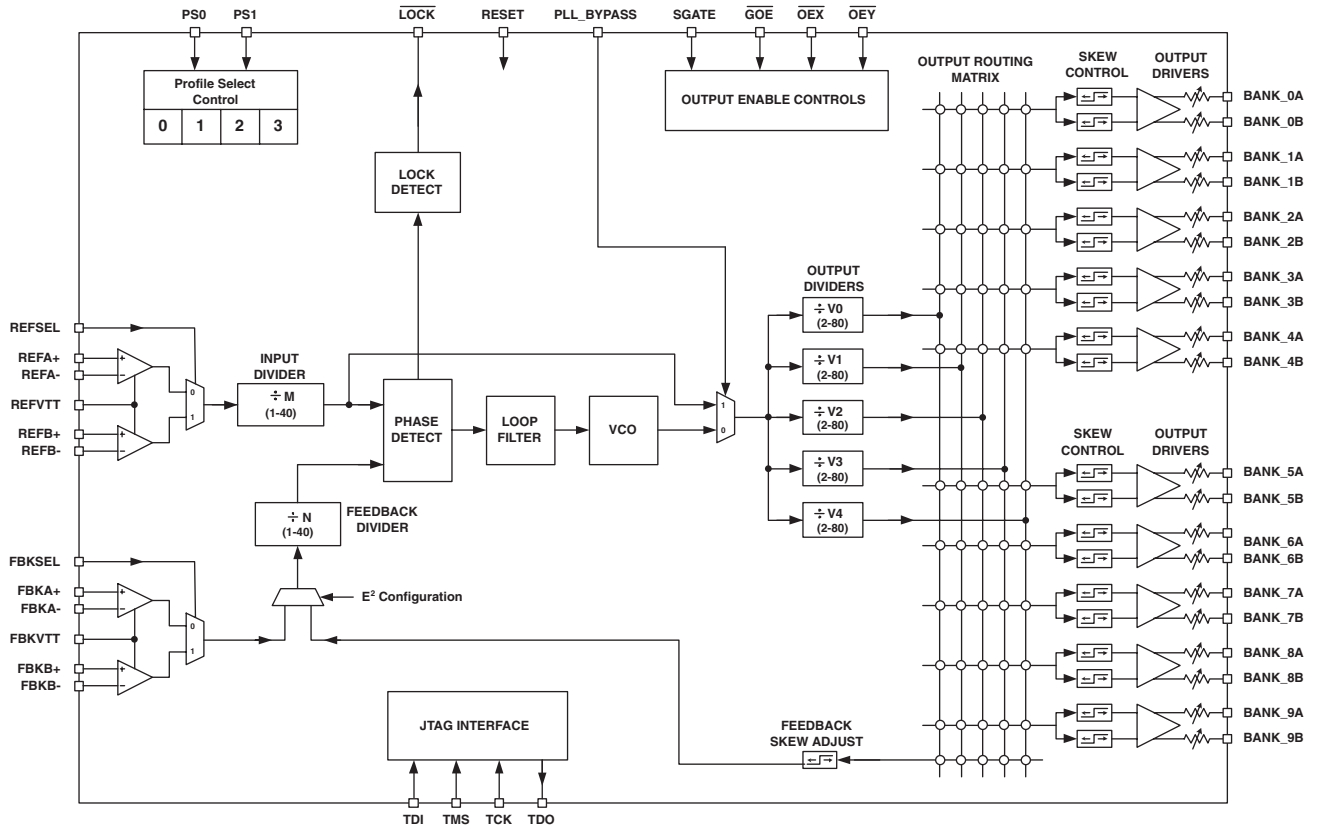 PS0 PS1 LOCK RESET PLL_BYPASS SGATE GOE OEX OEY
Profile Select
Control
0 1 2 3
OUTPUT ENABLE CONTROLS
OUTPUT ROUTING
MATRIX
SKEW
CONTROL
OUTPUT
DRIVERS
BANK_0A
BANK_0B
BANK_1A
BANK_1B
BANK_2A
BANK_2B
BANK_3A
BANK_3B
BANK_4A
BANK_4B
LOCK
DETECT
OUTPUT
DIVIDERS
÷ V0
(2-80)
÷ V1
(2-80)
÷ V2
(2-80)
÷ V3
(2-80)
÷ V4
(2-80)
REFSEL
REFA+
REFA-
REFVTT
REFB+
REFB-
+
−
+
−
0
1
INPUT
DIVIDER
÷ M
(1-40)
PHASE
DETECT
LOOP
FILTER
VCO
1
0
÷ N
(1-40)
FEEDBACK
DIVIDER
FBKSEL
FBKA+
FBKA-
FBKVTT
FBKB+
FBKB-
+
−
+
−
0
1
E² Configuration
SKEW
CONTROL
OUTPUT
DRIVERS
BANK_5A
BANK_5B
BANK_6A
BANK_6B
BANK_7A
BANK_7B
BANK_8A
BANK_8B
BANK_9A
BANK_9B
JTAG INTERFACE
FEEDBACK
SKEW ADJUST
TDI TMS TCK TDO